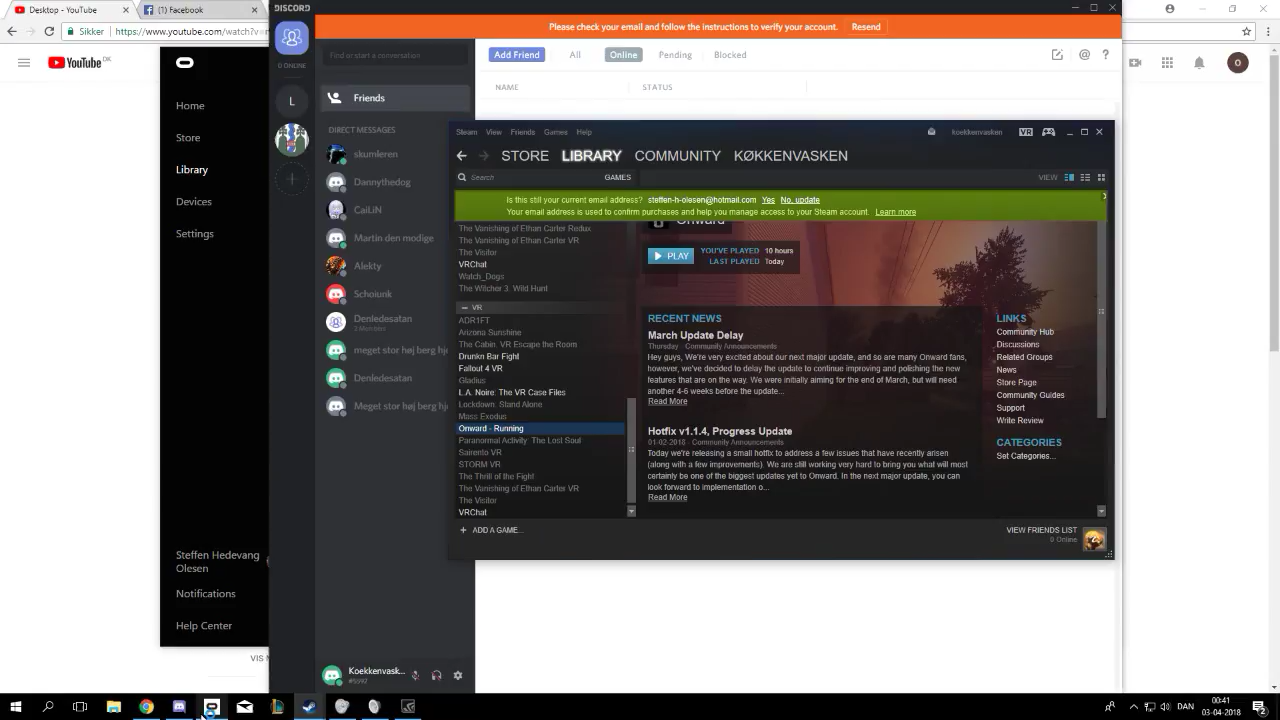 Desktop - YouTube
Facebook
DISCORD
https://www.youtube.com/watch?v
YouTube DK
Home
Store
Library
Devices
Settings
Steffen Hedevang
Olesen
Notifications
Help Center
VIS M
0 ONLINE
L
Please check your email and follow the instructions to verify your account.
Resend
Find or start a conversation
Add Friend
All
Online
Pending
Blocked
NAME
STATUS
Friends
DIRECT MESSAGES
skumleren
Dannythedog
CaiLiN
Martin den modige
Alekty
Schoiunk
Denledesatan
2 Members
meget stor høj berg hj
Denledesatan
Meget stor høj berg h
Koekkenvask...
#5592
Steam View Friends Games Help
koekkenvasken
VR
STORE LIBRARY COMMUNITY KØKKENVASKEN
Search
GAMES
VIEW
Is this still your current email address? steffen-h-olesen@hotmail.com Yes No, update
Your email address is used to confirm purchases and help you manage access to your Steam account. Learn more
The Vanishing of Ethan Carter Redux
The Vanishing of Ethan Carter VR
The Visitor
VRChat
Watch_Dogs
The Witcher 3: Wild Hunt
VR
ADR1FT
Arizona Sunshine
The Cabin: VR Escape the Room
Drunkn Bar Fight
Fallout 4 VR
Gladius
L.A. Noire: The VR Case Files
Lockdown: Stand Alone
Mass Exodus
Onward - Running
Paranormal Activity: The Lost Soul
Sairento VR
STORM VR
The Thrill of the Fight
The Vanishing of Ethan Carter VR
The Visitor
VRChat
ADD A GAME...
Onward
PLAY
YOU'VE PLAYED 10 hours
LAST PLAYED Today
RECENT NEWS
March Update Delay
Thursday - Community Announcements
Hey guys, We're very excited about our next major update, and so are many Onward fans,
however, we've decided to delay the update to continue improving and polishing the new
features that are on the way. We were initially aiming for the end of March, but will need
another 4-6 weeks before the update...
Read More
Hotfix v1.1.4, Progress Update
01-02-2018 - Community Announcements
Today we're releasing a small hotfix to address a few issues that have recently arisen
(along with a few improvements). We are still working very hard to bring you what will most
certainly be one of the biggest updates yet to Onward. In the next major update, you can
look forward to implementation o...
Read More
LINKS
Community Hub
Discussions
Related Groups
News
Store Page
Community Guides
Support
Write Review
CATEGORIES
Set Categories...
VIEW FRIENDS LIST
0 Online
O
DAN
00:41
03-04-2018
2